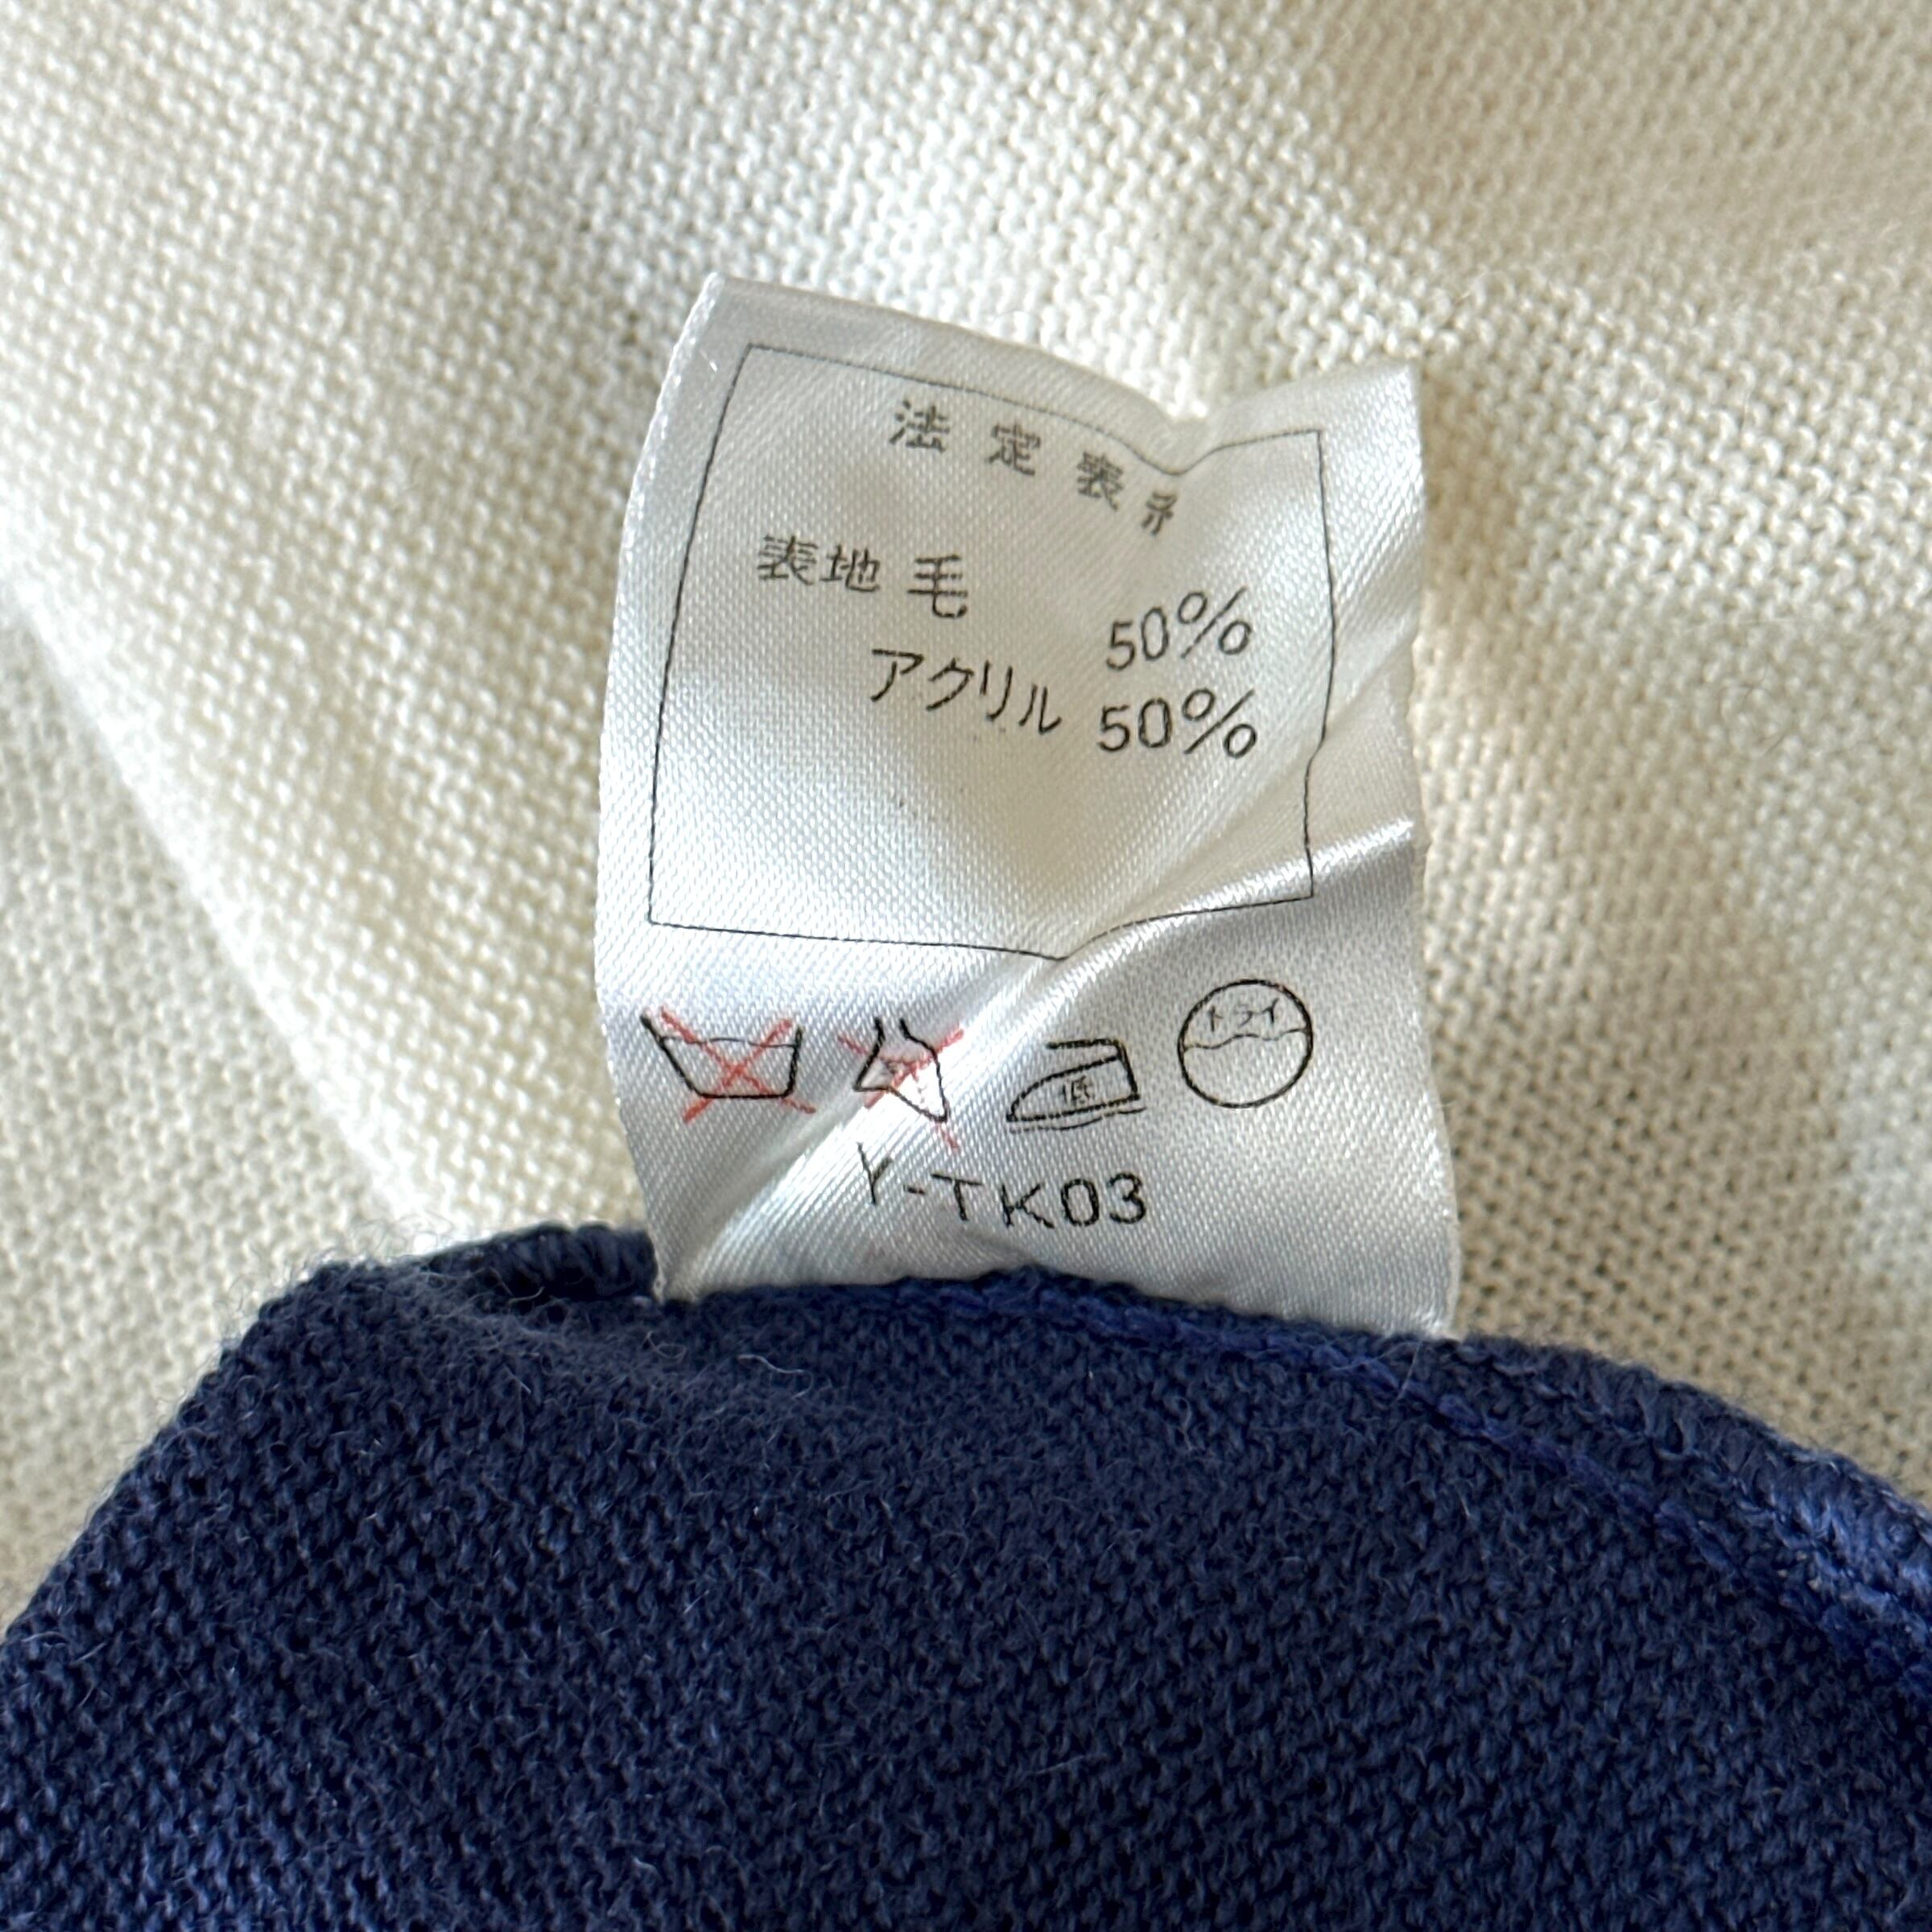 法定表示
表地 毛 50%
アクリル 50%
低
ドライ
Y-TK03